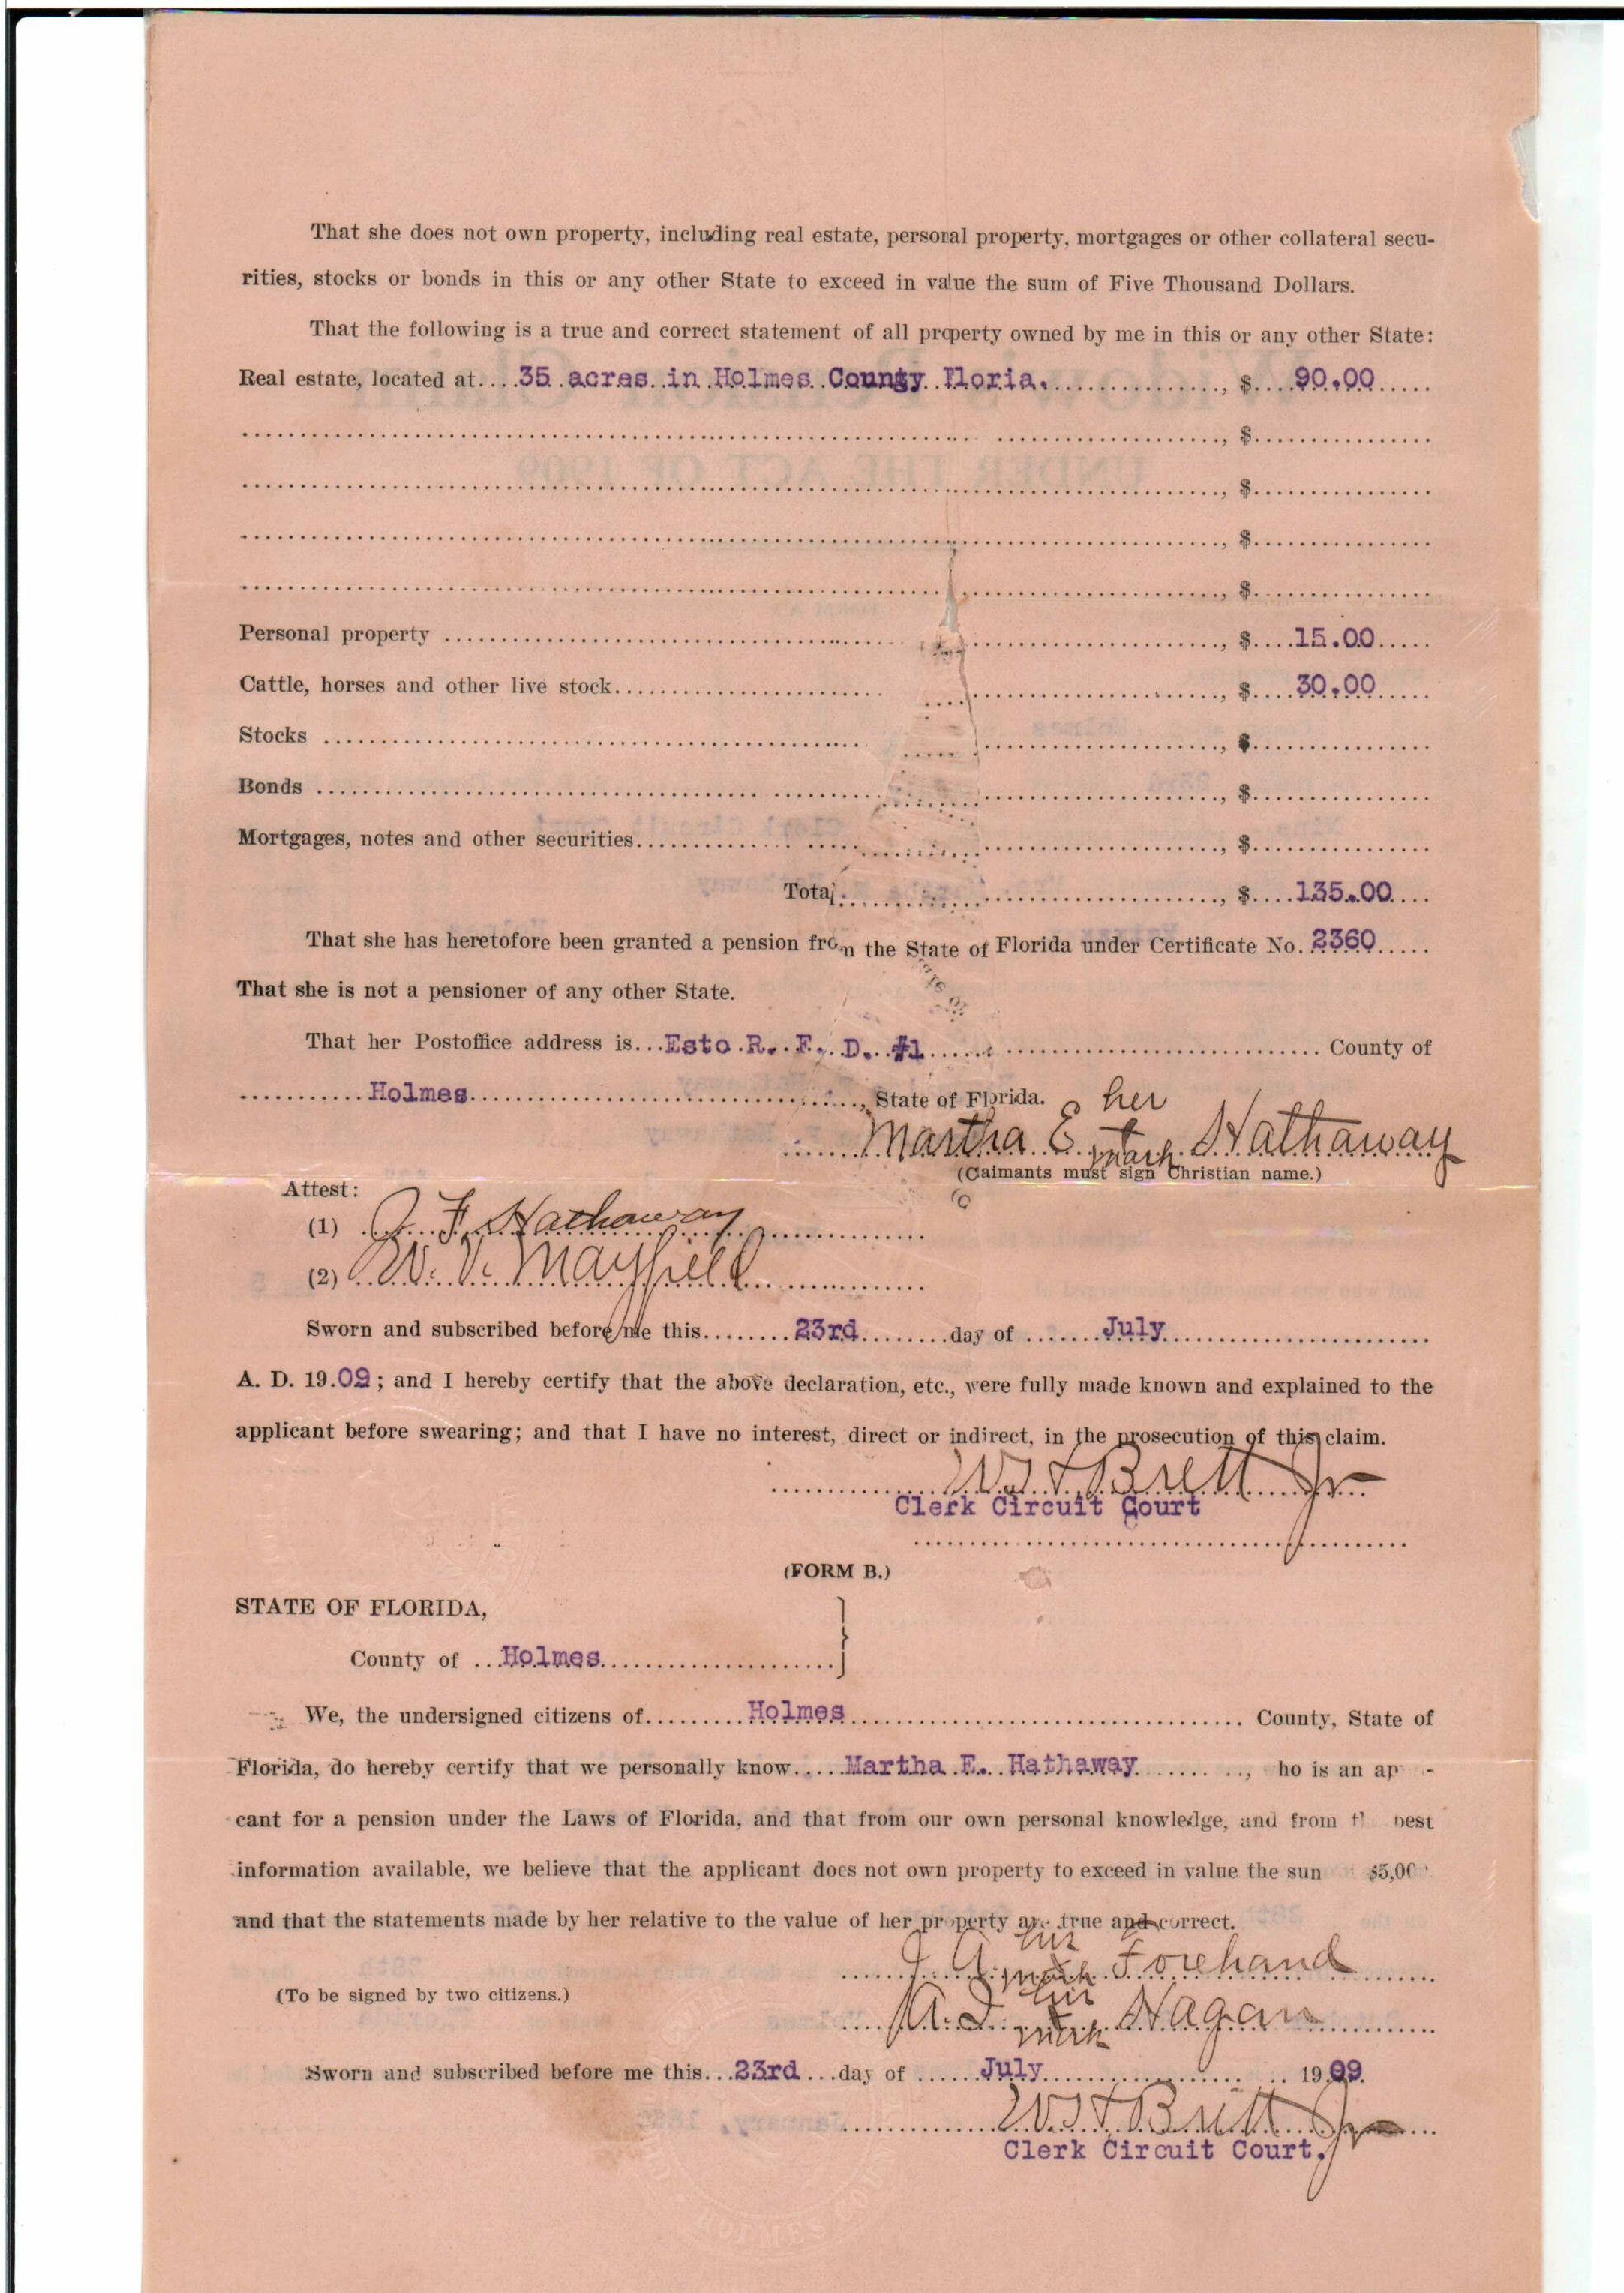 That she does not own property, including real estate, personal property, mortgages or other collateral secu-
rities, stocks or bonds in this or any other State to exceed in value the sum of Five Thousand Dollars.
That the following is a true and correct statement of all property owned by me in this or any other State:
Real estate, located at....35 acres in Holmes County Floria., $....90.00
, $
, $
, $
, $
Personal property , $....15.00
Cattle, horses and other live stock , $....30.00
Stocks , $
Bonds , $
Mortgages, notes and other securities , $
Total , $....135.00
That she has heretofore been granted a pension from the State of Florida under Certificate No. 2360
That she is not a pensioner of any other State.
That her Postoffice address is...Esto R. F. D. #1 County of
Holmes, State of Florida. her
Martha E mark Hathaway
(Caimants must sign Christian name.)
Attest:
(1) J. F. Hathaway
(2) W. V. Mayfield
Sworn and subscribed before me this 23rd day of July
A. D. 19.09; and I hereby certify that the above declaration, etc., were fully made known and explained to the
applicant before swearing; and that I have no interest, direct or indirect, in the prosecution of this claim.
Brett Jr
Clerk Circuit Court
(FORM B.)
STATE OF FLORIDA,
County of ...Holmes
We, the undersigned citizens of Holmes County, State of
Florida, do hereby certify that we personally know.....Martha E. Hathaway, ho is an ap -
cant for a pension under the Laws of Florida, and that from our own personal knowledge, and from th best
information available, we believe that the applicant does not own property to exceed in value the sum $5,00
and that the statements made by her relative to the value of her property are true and correct.
his
mark Forehand
(To be signed by two citizens.)
his
mark Hagan
Sworn and subscribed before me this...23rd...day of July 19.09.
Brett Jr
Clerk Circuit Court.